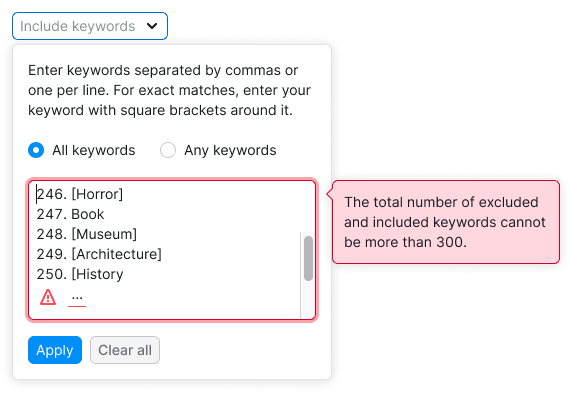 Include keywords
Enter keywords separated by commas or
one per line. For exact matches, enter your
keyword with square brackets around it.
All keywords
Any keywords
246. [Horror]
247. Book
248. [Museum]
249. [Architecture]
250. [History
...
The total number of excluded
and included keywords cannot
be more than 300.
Apply
Clear all